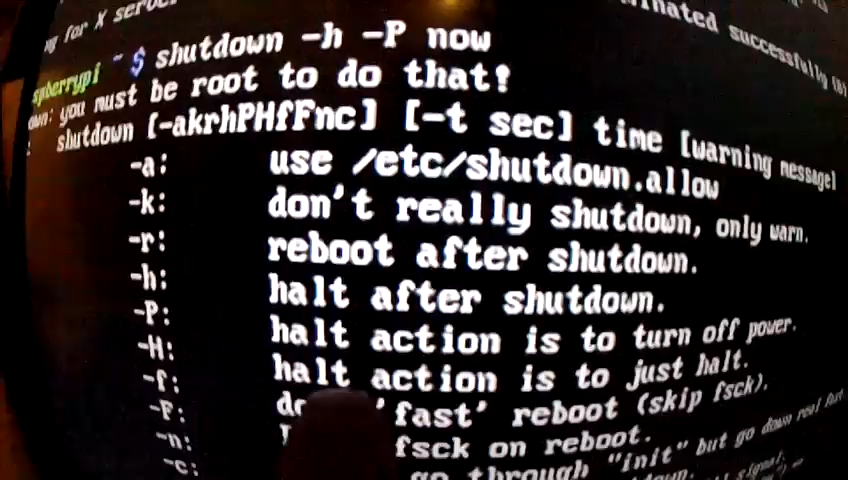 for X
minated successfully
spberrypi ~ $ shutdown -h -P now
own: you must be root to do that!
: shutdown [-akrhPHfFnc] [-t sec] time [warning message]
-a: use /etc/shutdown.allow
-k: don't really shutdown, only warn.
-r: reboot after shutdown.
-h: halt after shutdown.
-P: halt action is to turn off power.
-H: halt action is to just halt.
-f: do 'fast' reboot (skip fsck).
-F: fsck on reboot.
-n: go through "init" but go down real fast
-c: